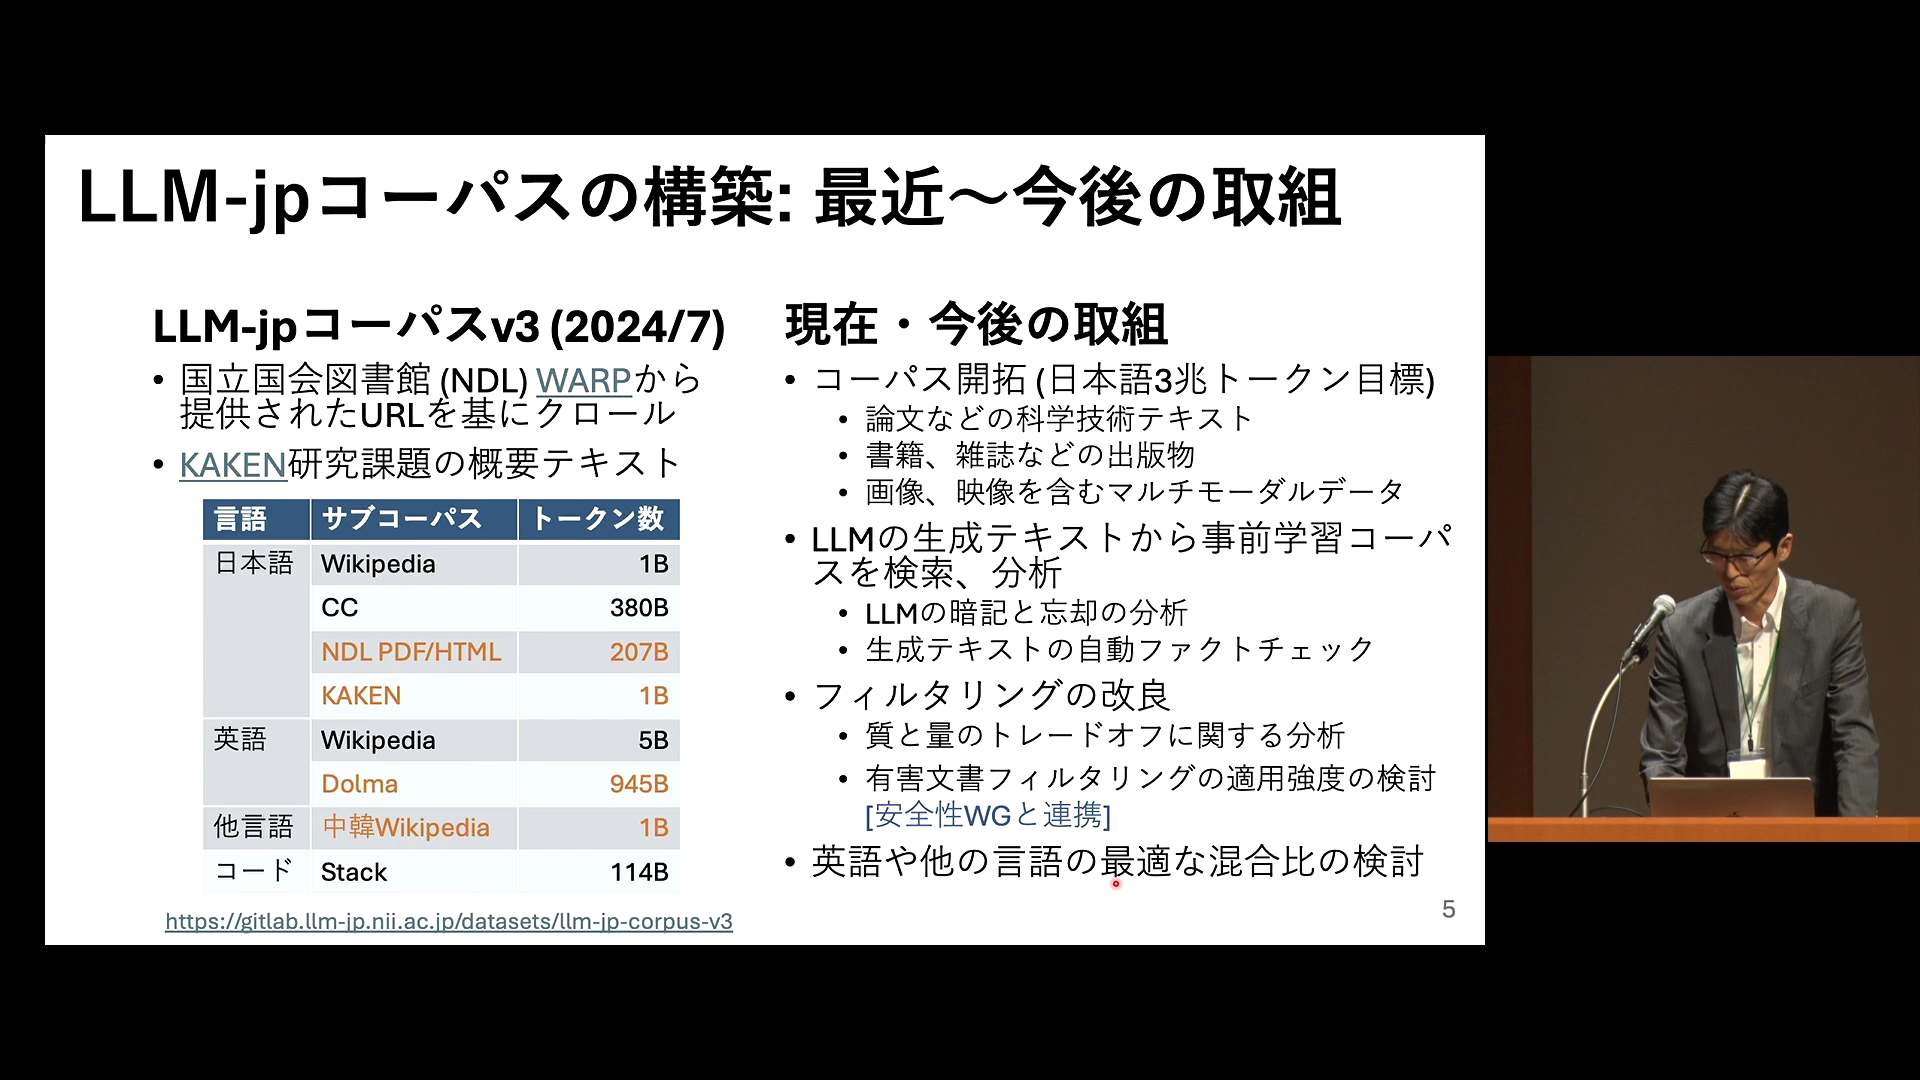 LLM-jpコーパスの構築: 最近～今後の取組
LLM-jpコーパスv3 (2024/7)
• 国立国会図書館 (NDL) WARPから
提供されたURLを基にクロール
• KAKEN研究課題の概要テキスト
言語 サブコーパス トークン数
日本語 Wikipedia 1B
CC 380B
NDL PDF/HTML 207B
KAKEN 1B
英語 Wikipedia 5B
Dolma 945B
他言語 中韓Wikipedia 1B
コード Stack 114B
https://gitlab.llm-jp.nii.ac.jp/datasets/llm-jp-corpus-v3
現在・今後の取組
• コーパス開拓 (日本語3兆トークン目標)
• 論文などの科学技術テキスト
• 書籍、雑誌などの出版物
• 画像、映像を含むマルチモーダルデータ
• LLMの生成テキストから事前学習コーパ
スを検索、分析
• LLMの暗記と忘却の分析
• 生成テキストの自動ファクトチェック
• フィルタリングの改良
• 質と量のトレードオフに関する分析
• 有害文書フィルタリングの適用強度の検討
[安全性WGと連携]
• 英語や他の言語の最適な混合比の検討
5